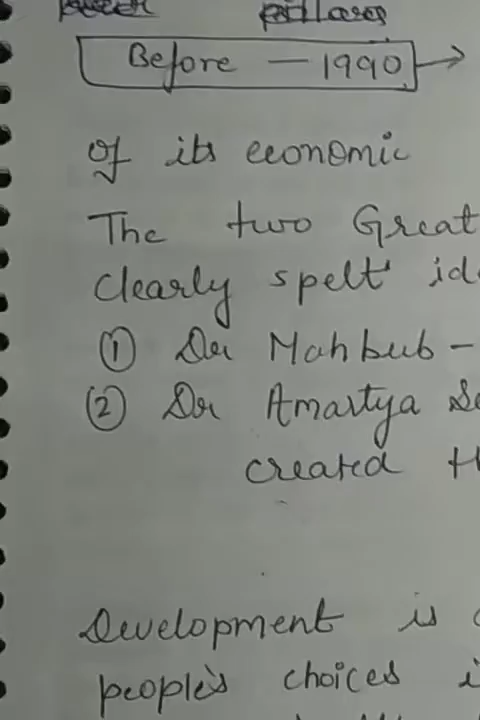 pillars
Before — 1990 →
of its economic
The two Great
clearly spelt
① Dr Mahbub -
② Dr Amartya
created
Development is
people's choices